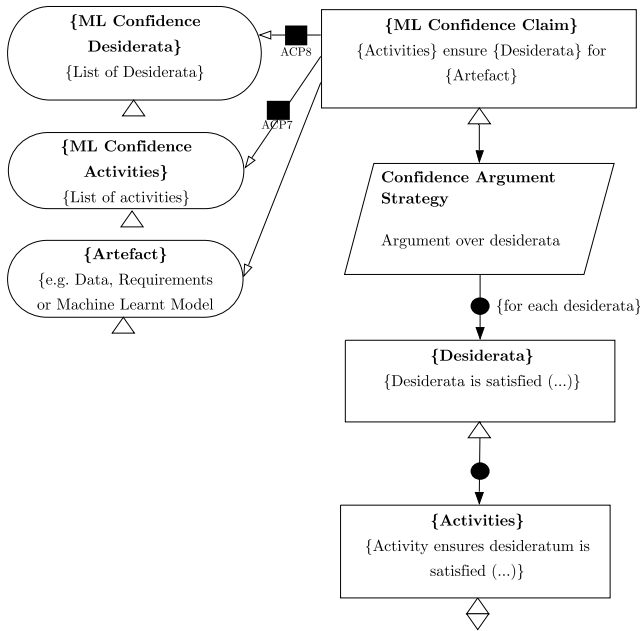 {ML Confidence
Desiderata}
{List of Desiderata}
ACP8
{ML Confidence Claim}
{Activities} ensure {Desiderata} for
{Artefact}
ACP7
{ML Confidence
Activities}
{List of activities}
Confidence Argument
Strategy
Argument over desiderata
{Artefact}
{e.g. Data, Requirements
or Machine Learnt Model
{for each desiderata}
{Desiderata}
{Desiderata is satisfied (...)}
{Activities}
{Activity ensures desideratum is
satisfied (...)}